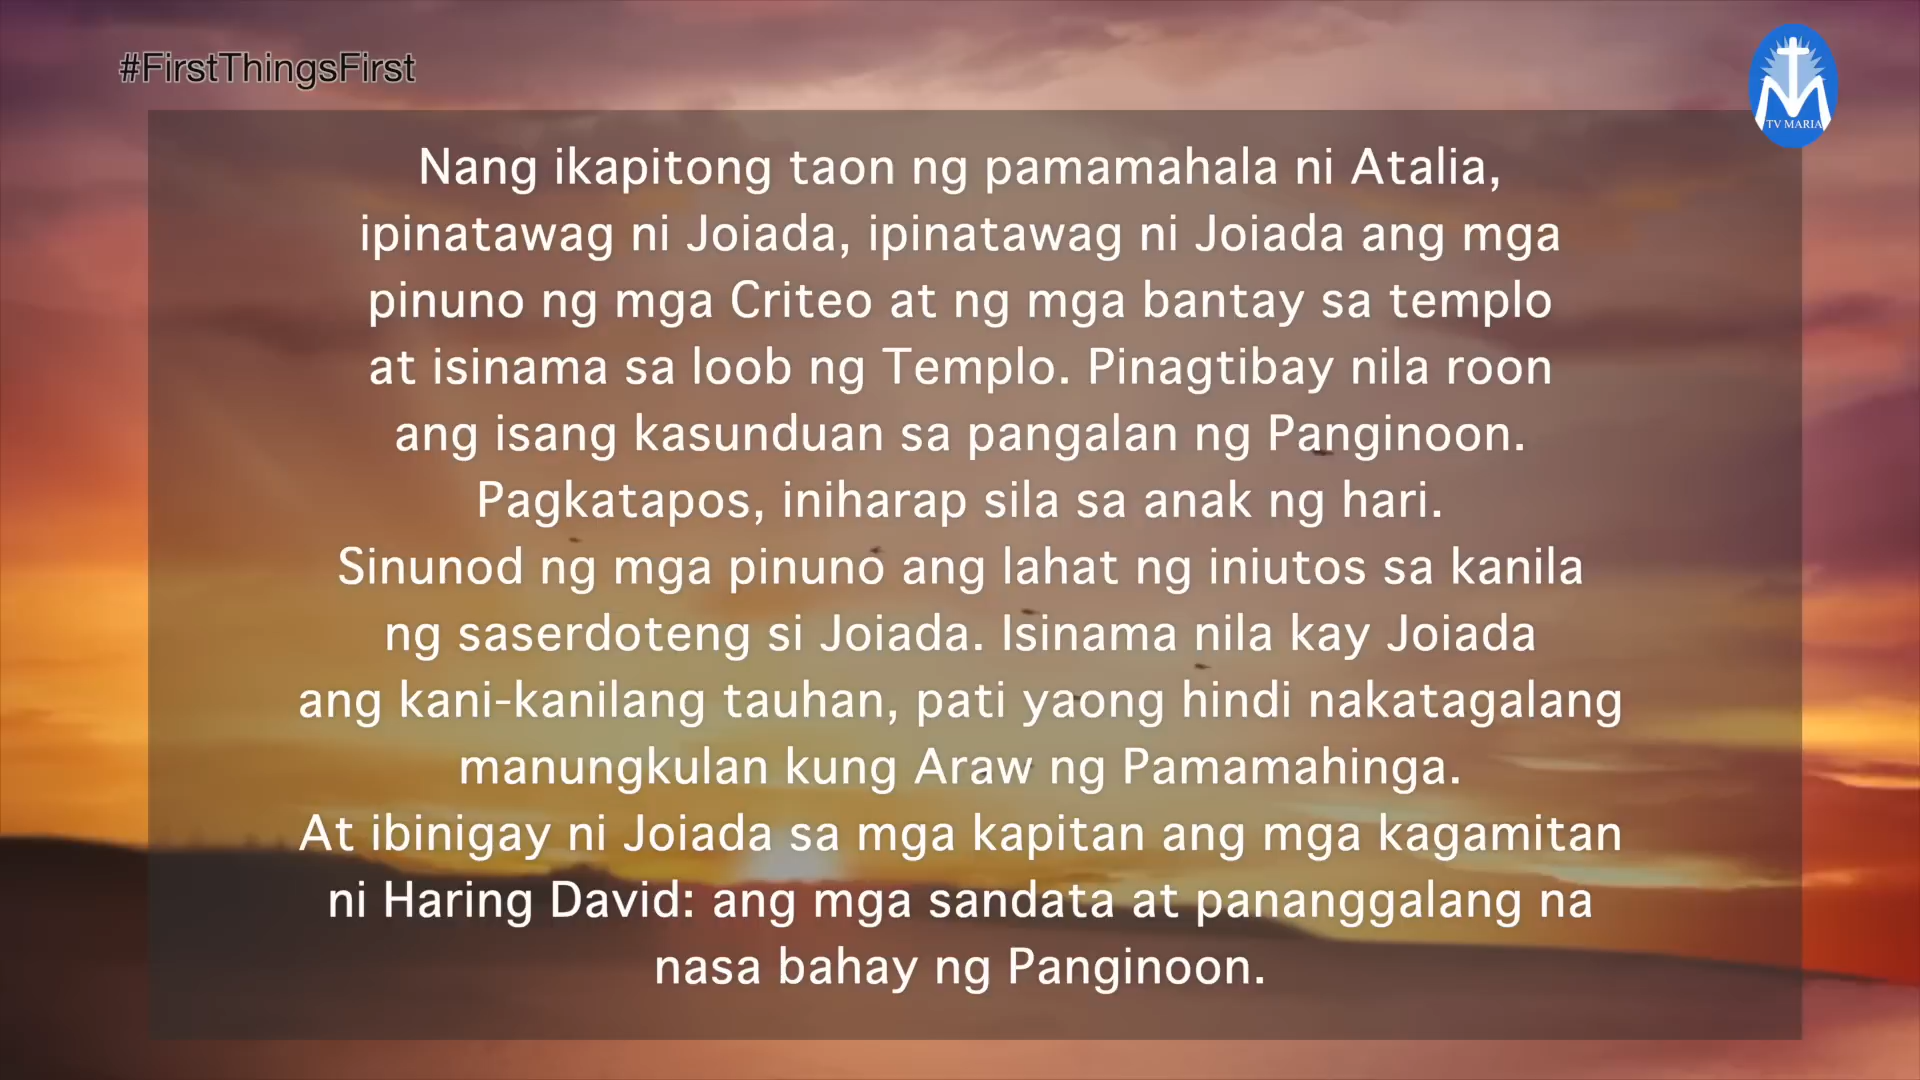 #FirstThingsFirst
TV MARIA
Nang ikapitong taon ng pamamahala ni Atalia,
ipinatawag ni Joiada, ipinatawag ni Joiada ang mga
pinuno ng mga Criteo at ng mga bantay sa templo
at isinama sa loob ng Templo. Pinagtibay nila roon
ang isang kasunduan sa pangalan ng Panginoon.
Pagkatapos, iniharap sila sa anak ng hari.
Sinunod ng mga pinuno ang lahat ng iniutos sa kanila
ng saserdoteng si Joiada. Isinama nila kay Joiada
ang kani-kanilang tauhan, pati yaong hindi nakatagalang
manungkulan kung Araw ng Pamamahinga.
At ibinigay ni Joiada sa mga kapitan ang mga kagamitan
ni Haring David: ang mga sandata at pananggalang na
nasa bahay ng Panginoon.